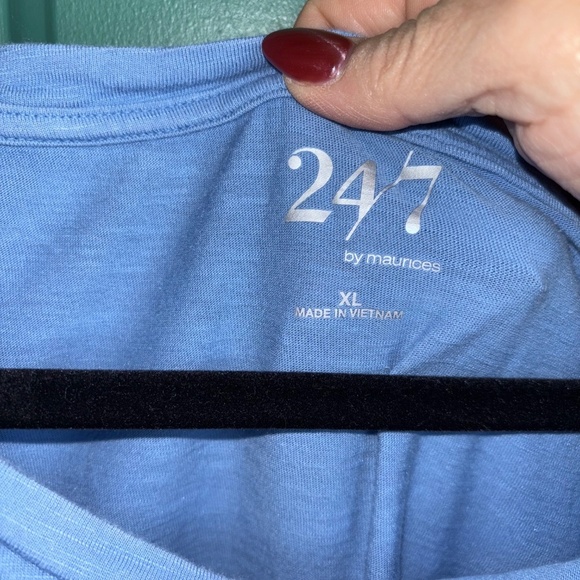 24/7
by maurices
XL
MADE IN VIETNAM